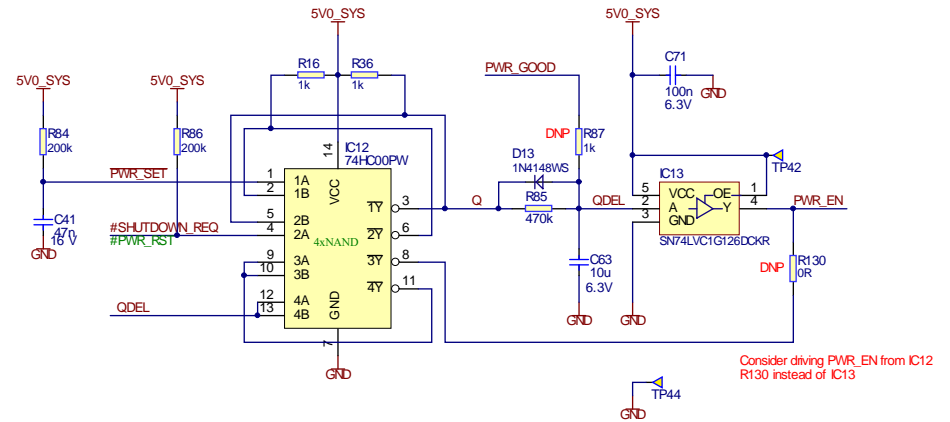 5V0_SYS
5V0_SYS
5V0_SYS
5V0_SYS
R16
1k
R36
1k
PWR_GOOD
C71
100n
6.3V
GND
R84
200k
R86
200k
DNP
R87
1k
14
IC12
74HC00PW
D13
1N4148WS
TP42
IC13
PWR_SET
1
2
5
4
9
10
12
13
1A
1B
2B
2A
3A
3B
4A
4B
VCC
4xNAND
GND
1Y
2Y
3Y
4Y
3
6
8
11
7
Q
R85
470k
QDEL
5
2
3
VCC
A
GND
OE
Y
1
4
SN74LVC1G126DCKR
PWR_EN
C41
47n
16 V
GND
#SHUTDOWN_REQ
#PWR_RST
QDEL
C63
10u
6.3V
GND
GND
DNP
R130
0R
GND
Consider driving PWR_EN from IC12
R130 instead of IC13
TP44
GND